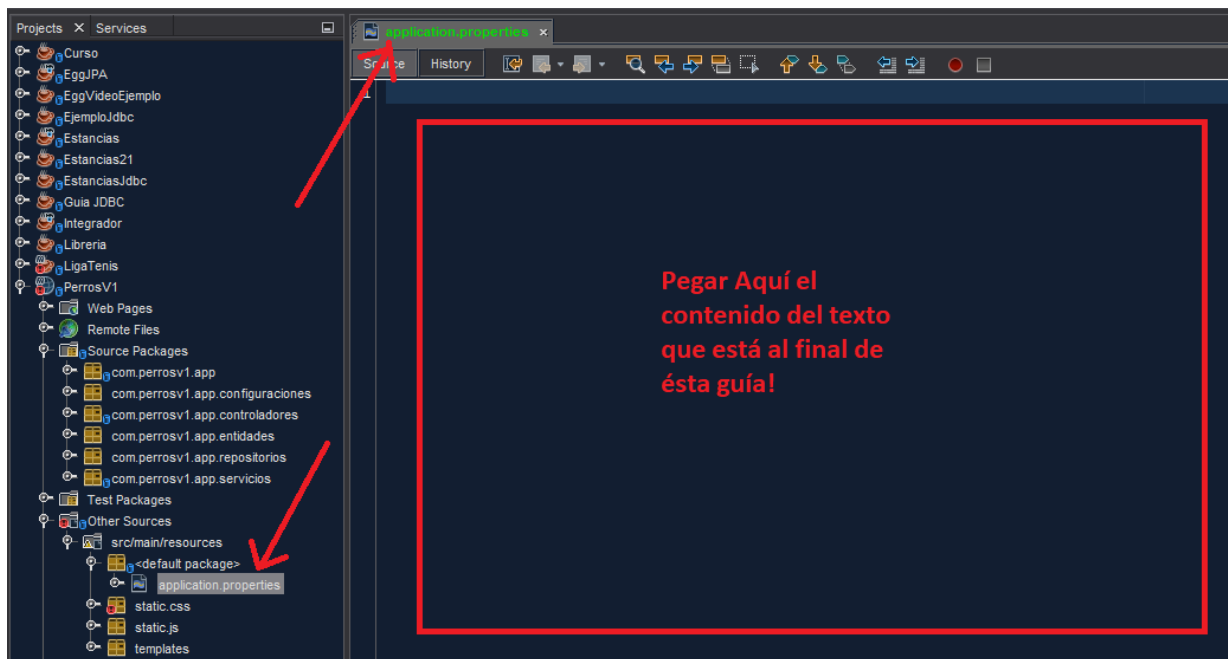 Projects Services
Curso
EggJPA
EggVideoEjemplo
EjemploJdbc
Estancias
Estancias21
EstanciasJdbc
Guia JDBC
Integrador
Libreria
LigaTenis
PerrosV1
Web Pages
Remote Files
Source Packages
com.perrosv1.app
com.perrosv1.app.configuraciones
com.perrosv1.app.controladores
com.perrosv1.app.entidades
com.perrosv1.app.repositorios
com.perrosv1.app.servicios
Test Packages
Other Sources
src/main/resources
<default package>
application.properties
static.css
static.js
templates
application.properties
Source History
1
Pegar Aquí el
contenido del texto
que está al final de
ésta guía!